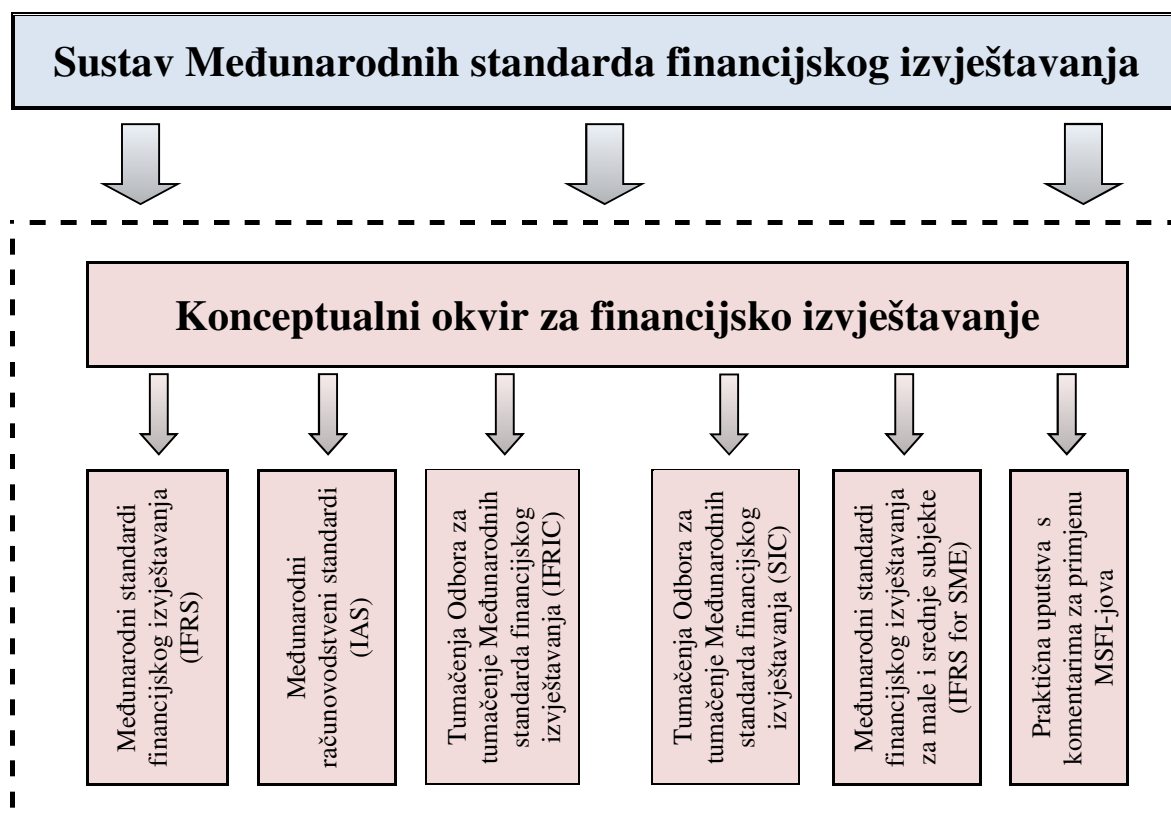 Sustav Međunarodnih standarda financijskog izvještavanja
Konceptualni okvir za financijsko izvještavanje
Međunarodni standardi
financijskog izvještavanja
(IFRS)
Međunarodni
računovodstveni standardi
(IAS)
Tumačenja Odbora za
tumačenje Međunarodnih
standarda financijskog
izvještavanja (IFRIC)
Tumačenja Odbora za
tumačenje Međunarodnih
standarda financijskog
izvještavanja (SIC)
Međunarodni standardi
financijskog izvještavanja
za male i srednje subjekte
(IFRS for SME)
Praktična uputstva s
komentarima za primjenu
MSFI-jova